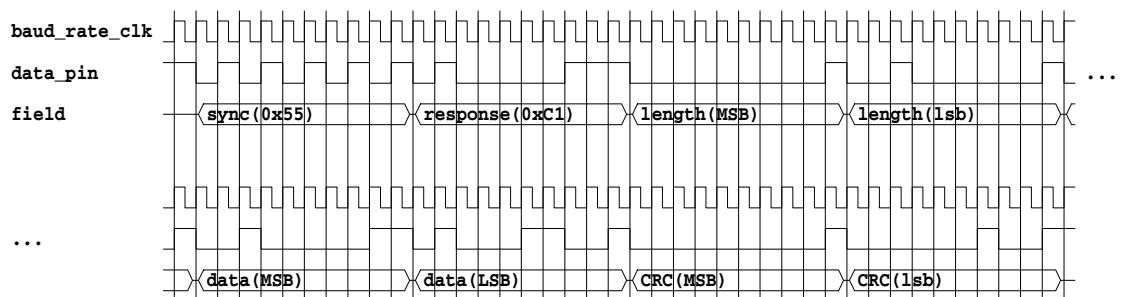 baud_rate_clk
data_pin ...
field sync(0x55) response(0xC1) length(MSB) length(lsb)
...
data(MSB) data(LSB) CRC(MSB) CRC(lsb)